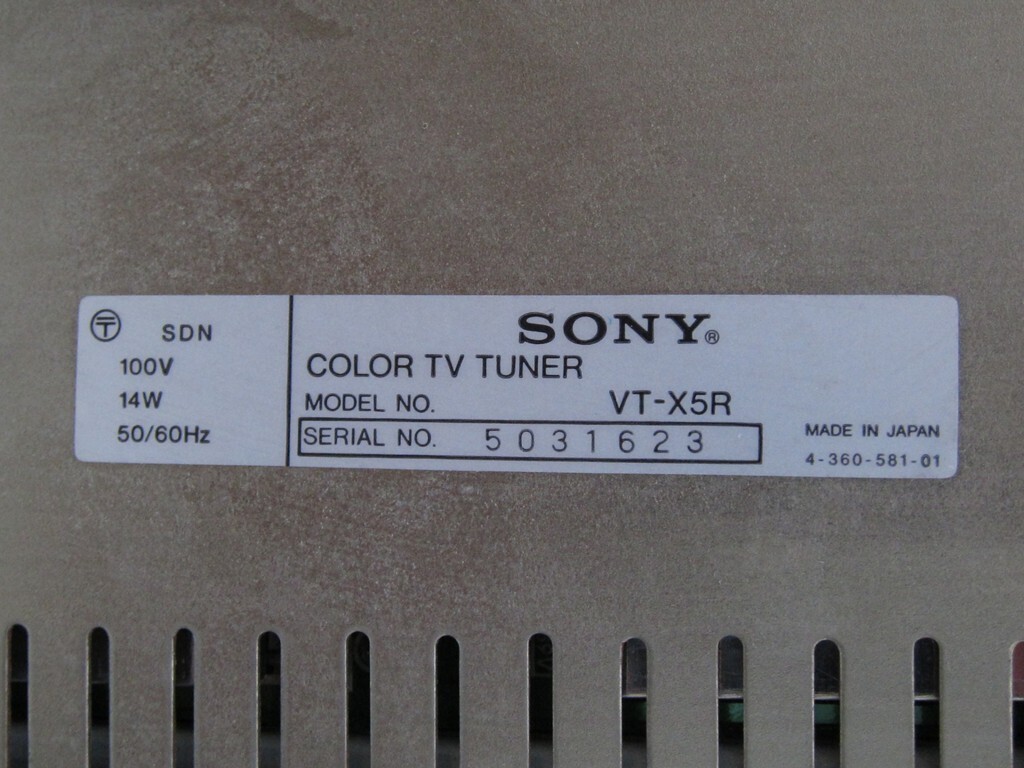 SDN
100V
14W
50/60Hz
SONY®
COLOR TV TUNER
MODEL NO. VT-X5R
SERIAL NO. 5031623
MADE IN JAPAN
4-360-581-01